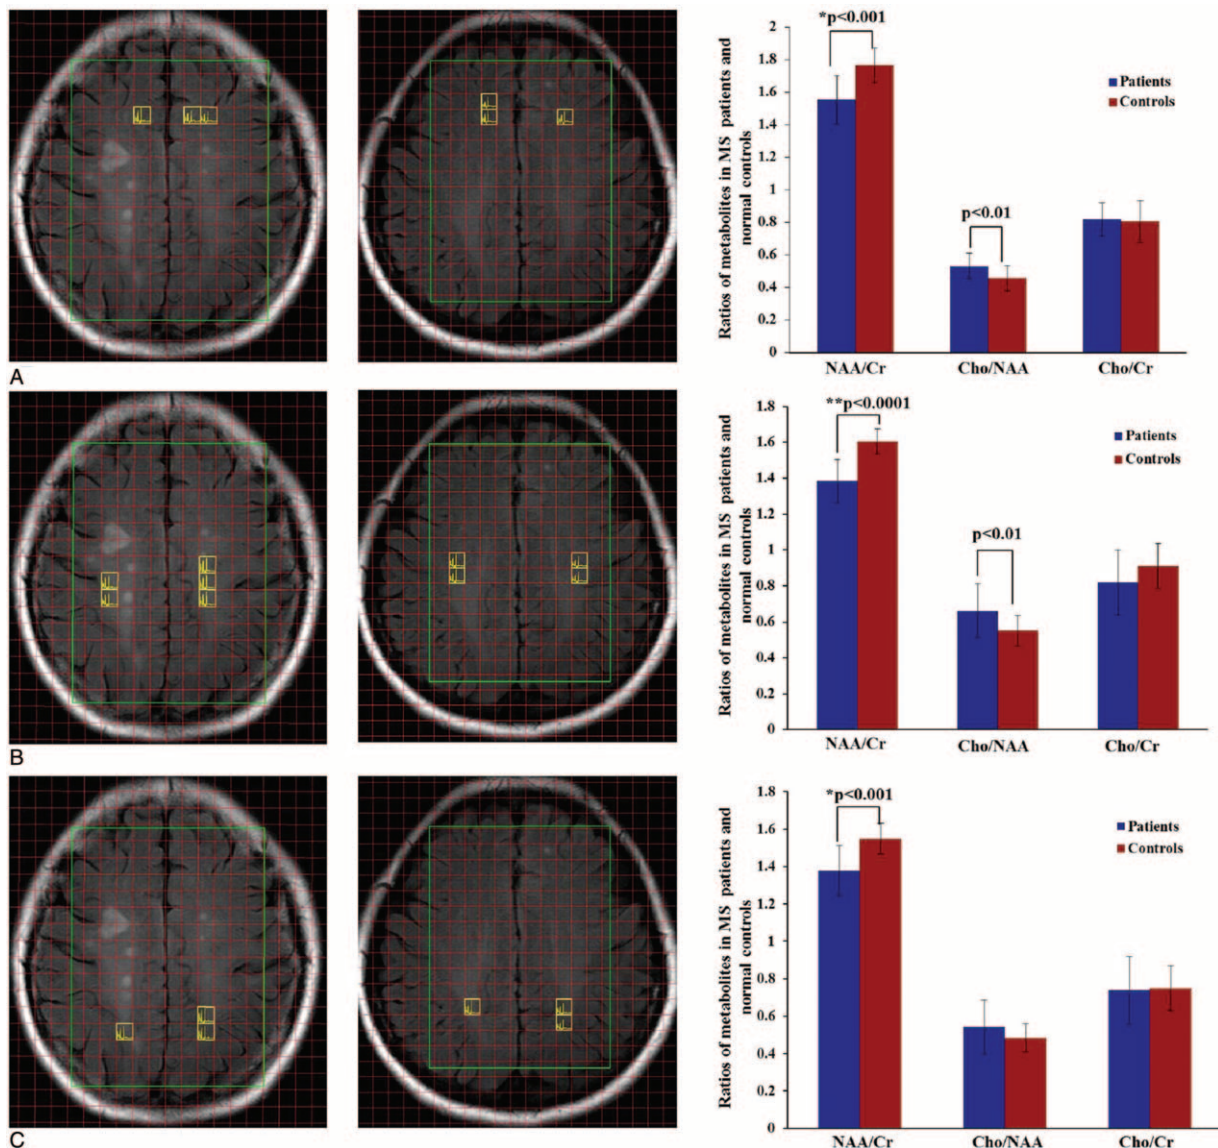 A
Ratios of metabolites in MS patients and
normal controls
2
1.8
1.6
1.4
1.2
1
0.8
0.6
0.4
0.2
0
*p<0.001
p<0.01
Patients
Controls
NAA/Cr
Cho/NAA
Cho/Cr
B
Ratios of metabolites in MS patients and
normal controls
1.8
1.6
1.4
1.2
1
0.8
0.6
0.4
0.2
0
**p<0.0001
p<0.01
Patients
Controls
NAA/Cr
Cho/NAA
Cho/Cr
C
Ratios of metabolites in MS patients and
normal controls
1.8
1.6
1.4
1.2
1
0.8
0.6
0.4
0.2
0
*p<0.001
Patients
Controls
NAA/Cr
Cho/NAA
Cho/Cr